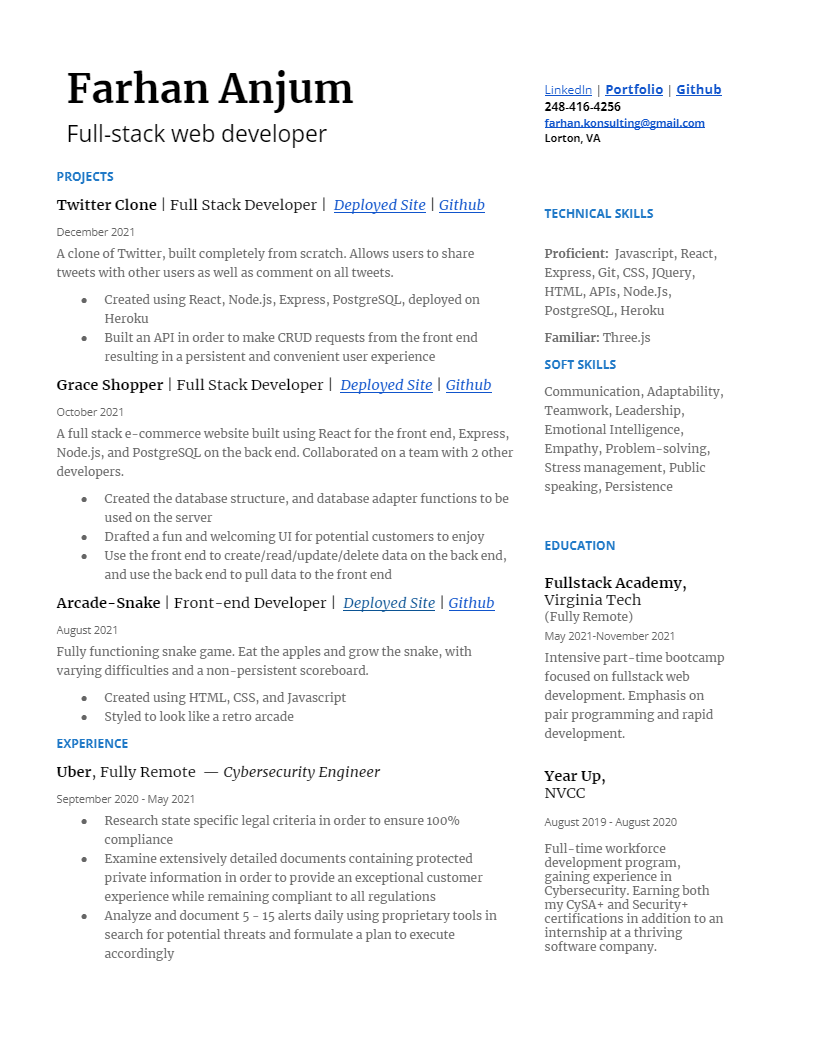 Farhan Anjum
Full-stack web developer
LinkedIn | Portfolio | Github
248-416-4256
farhan.konsulting@gmail.com
Lorton, VA
PROJECTS
Twitter Clone | Full Stack Developer | Deployed Site | Github
December 2021
A clone of Twitter, built completely from scratch. Allows users to share
tweets with other users as well as comment on all tweets.
● Created using React, Node.js, Express, PostgreSQL, deployed on
Heroku
● Built an API in order to make CRUD requests from the front end
resulting in a persistent and convenient user experience
Grace Shopper | Full Stack Developer | Deployed Site | Github
October 2021
A full stack e-commerce website built using React for the front end, Express,
Node.js, and PostgreSQL on the back end. Collaborated on a team with 2 other
developers.
● Created the database structure, and database adapter functions to be
used on the server
● Drafted a fun and welcoming UI for potential customers to enjoy
● Use the front end to create/read/update/delete data on the back end,
and use the back end to pull data to the front end
Arcade-Snake | Front-end Developer | Deployed Site | Github
August 2021
Fully functioning snake game. Eat the apples and grow the snake, with
varying difficulties and a non-persistent scoreboard.
● Created using HTML, CSS, and Javascript
● Styled to look like a retro arcade
EXPERIENCE
Uber, Fully Remote — Cybersecurity Engineer
September 2020 - May 2021
● Research state specific legal criteria in order to ensure 100%
compliance
● Examine extensively detailed documents containing protected
private information in order to provide an exceptional customer
experience while remaining compliant to all regulations
● Analyze and document 5 - 15 alerts daily using proprietary tools in
search for potential threats and formulate a plan to execute
accordingly
TECHNICAL SKILLS
Proficient: Javascript, React,
Express, Git, CSS, JQuery,
HTML, APIs, Node.Js,
PostgreSQL, Heroku
Familiar: Three.js
SOFT SKILLS
Communication, Adaptability,
Teamwork, Leadership,
Emotional Intelligence,
Empathy, Problem-solving,
Stress management, Public
speaking, Persistence
EDUCATION
Fullstack Academy,
Virginia Tech
(Fully Remote)
May 2021-November 2021
Intensive part-time bootcamp
focused on fullstack web
development. Emphasis on
pair programming and rapid
development.
Year Up,
NVCC
August 2019 - August 2020
Full-time workforce
development program,
gaining experience in
Cybersecurity. Earning both
my CySA+ and Security+
certifications in addition to an
internship at a thriving
software company.